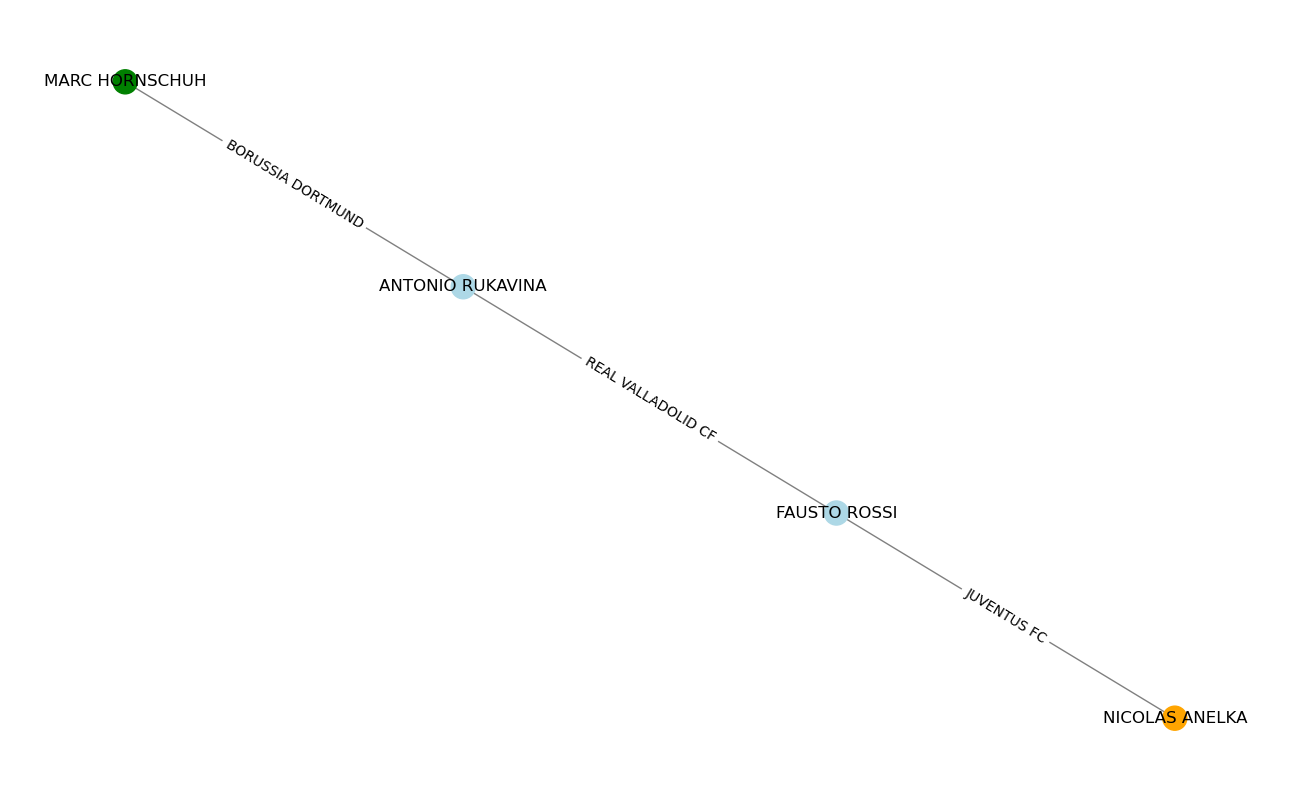 MARC HORNSCHUH
BORUSSIA DORTMUND
ANTONIO RUKAVINA
REAL VALLADOLID CF
FAUSTO ROSSI
JUVENTUS FC
NICOLAS ANELKA